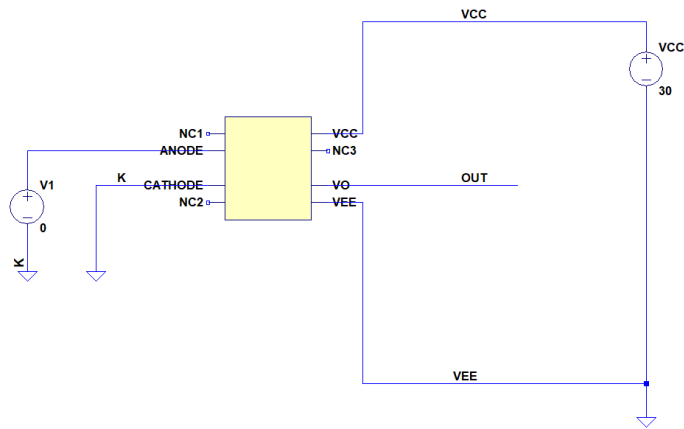 VCC
VCC
30
NC1
VCC
ANODE
NC3
K
CATHODE
VO
OUT
V1
NC2
VEE
0
K
VEE